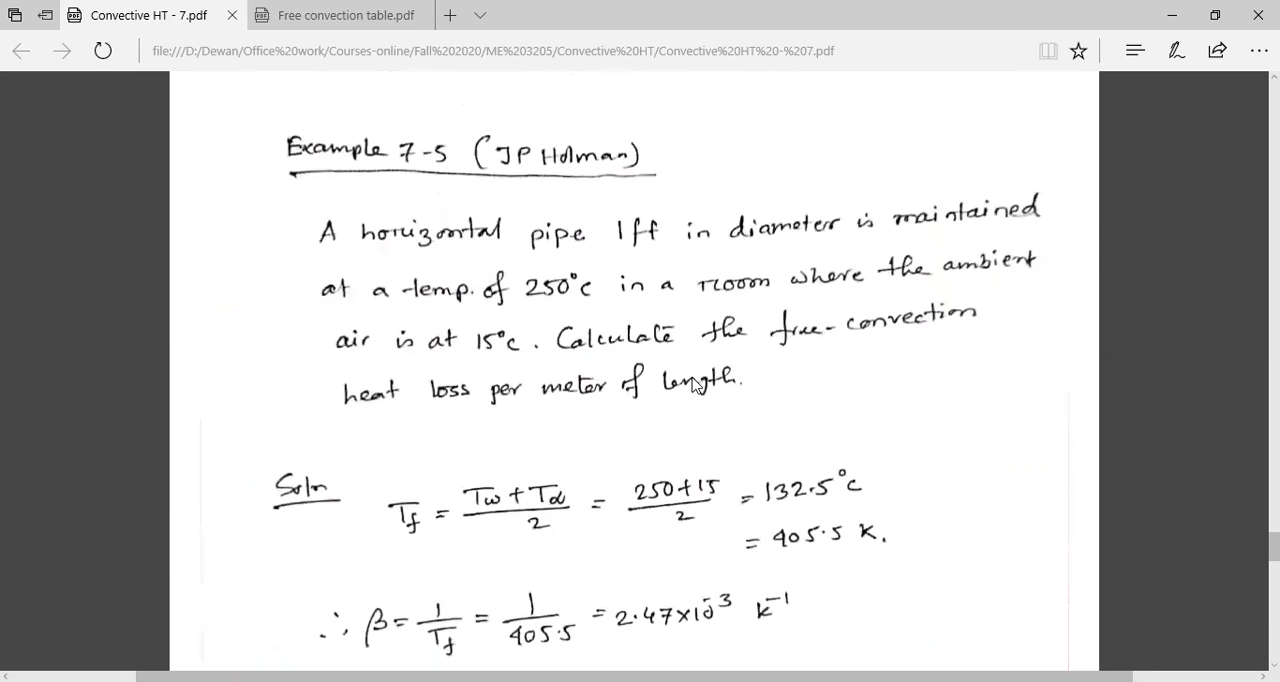 Convective HT - 7.pdf
Free convection table.pdf
file:///D:/Dewan/Office%20work/Courses-online/Fall%202020/ME%203205/Convective%20HT/Convective%20HT%20-%207.pdf
Example 7-5 (JP Holman)
A horizontal pipe 1ft in diameter is maintained
at a temp. of 250°c in a room where the ambient
air is at 15°c. Calculate the free-convection
heat loss per meter of length.
Soln
T_f = (Tw + Tα)/2 = (250+15)/2 = 132.5°c
= 405.5 K.
∴ β = 1/T_f = 1/405.5 = 2.47×10^-3 K^-1